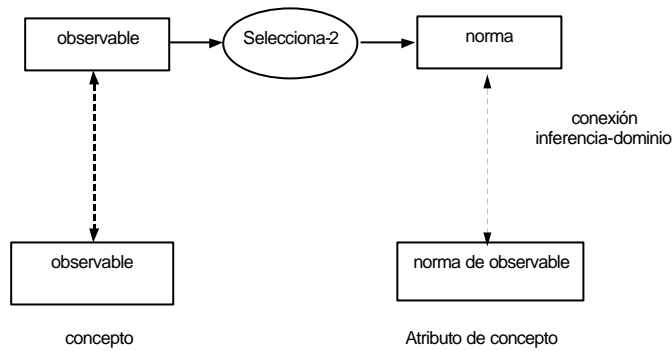 observable
Selecciona-2
norma
conexión
inferencia-dominio
observable
norma de observable
concepto
Atributo de concepto